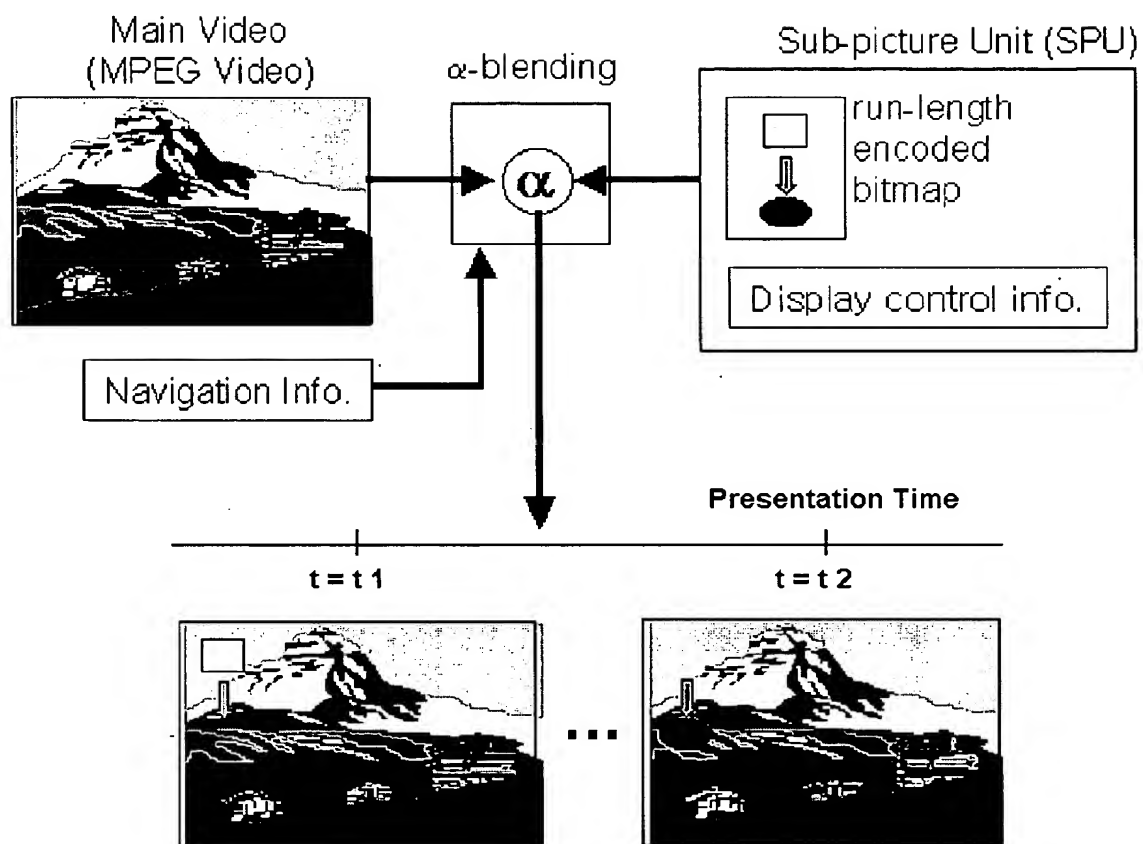 Main Video
(MPEG Video)
α-blending
Sub-picture Unit (SPU)
run-length
encoded
bitmap
α
Display control info.
Navigation Info.
Presentation Time
t = t 1
t = t 2